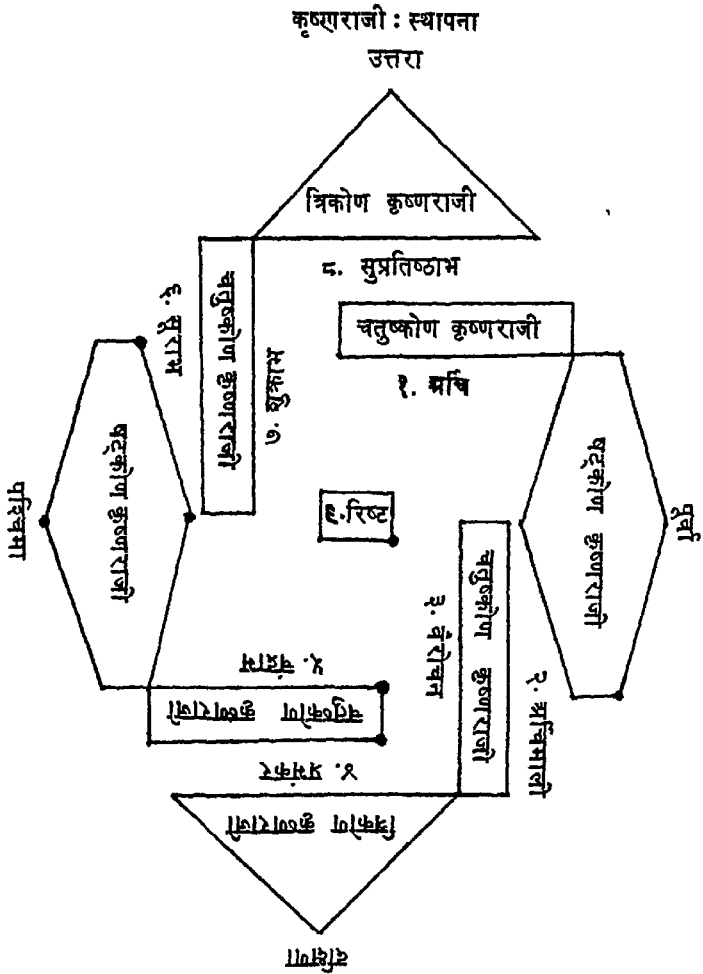 कृष्णराजी : स्थापना
उत्तरा
त्रिकोण कृष्णराजी
८. सुप्रतिष्ठाभ
चतुष्कोण कृष्णराजी
१. अर्चि
षट्कोण कृष्णराजी
पूर्वा
२. अर्चिमाली
चतुष्कोण कृष्णराजी
३. वैरोचन
९. रिष्ट
चतुष्कोण कृष्णराजी
७. शुक्राभ
६. सूराभ
षट्कोण कृष्णराजी
पश्चिमा
५. चंद्राभ
चतुष्कोण कृष्णराजी
४. प्रभंकर
त्रिकोण कृष्णराजी
दक्षिणा